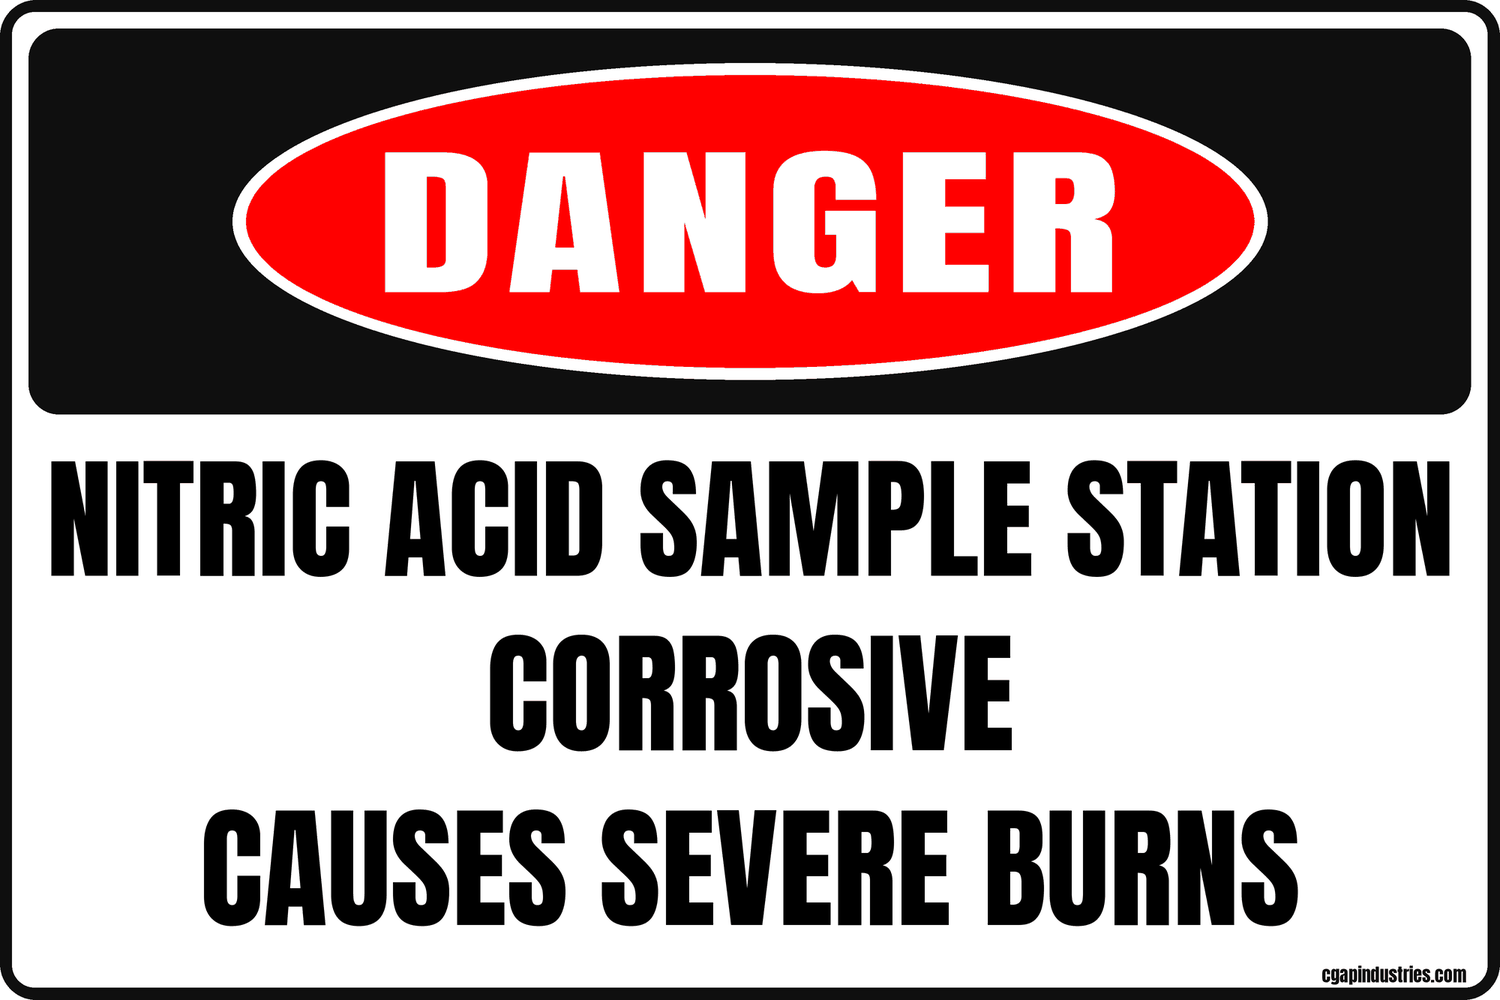 DANGER
NITRIC ACID SAMPLE STATION
CORROSIVE
CAUSES SEVERE BURNS
cgapindustries.com